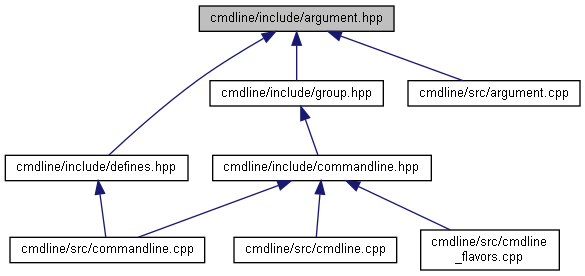 cmdline/include/argument.hpp
cmdline/include/group.hpp
cmdline/src/argument.cpp
cmdline/include/defines.hpp
cmdline/include/commandline.hpp
cmdline/src/commandline.cpp
cmdline/src/cmdline.cpp
cmdline/src/cmdline
_flavors.cpp